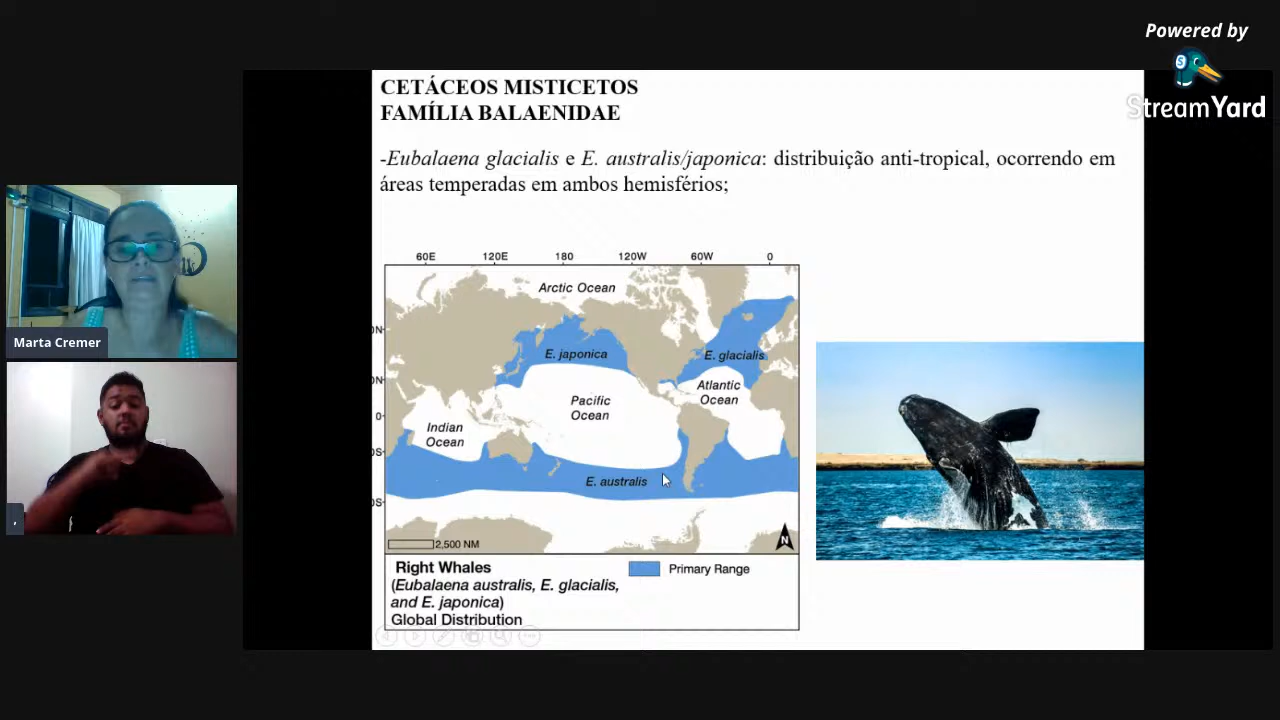 Powered by
StreamYard
CETÁCEOS MISTICETOS
FAMÍLIA BALAENIDAE
-Eubalaena glacialis e E. australis/japonica: distribuição anti-tropical, ocorrendo em
áreas temperadas em ambos hemisférios;
60E 120E 180 120W 60W 0
Arctic Ocean
N
E. japonica
E. glacialis
N
Atlantic
Ocean
Pacific
Ocean
0
Indian
Ocean
S
E. australis
S
N
2,500 NM
Right Whales
(Eubalaena australis, E. glacialis,
and E. japonica)
Global Distribution
Primary Range
Marta Cremer
,